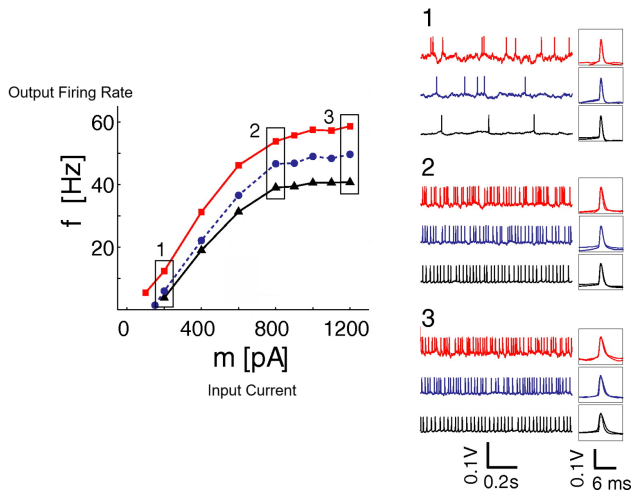 Output Firing Rate
60
40
20
f [Hz]
1
2
3
0
400
800
1200
m [pA]
Input Current
1
2
3
0.1V
0.2s
0.1V
6 ms